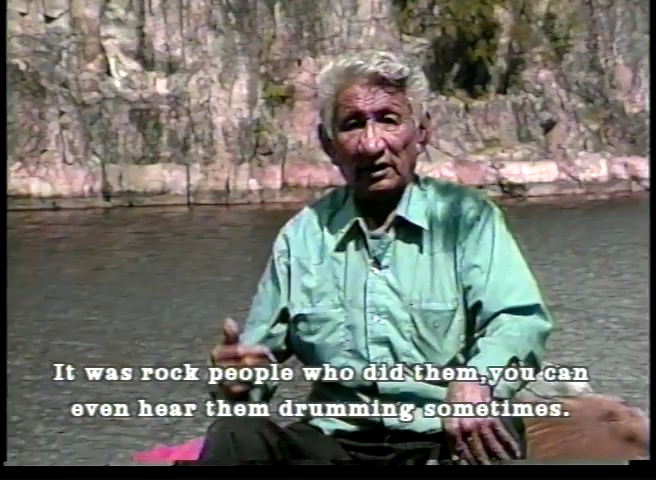 It was rock people who did them,you can
even hear them drumming sometimes.